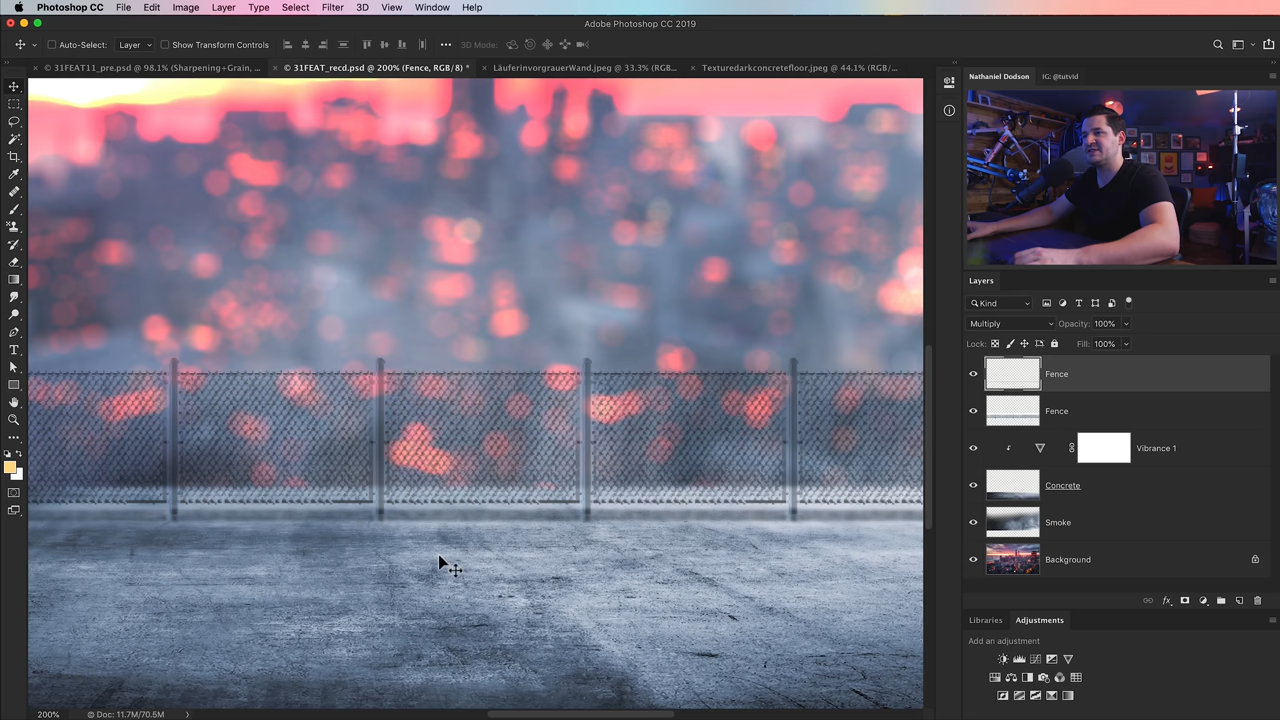 Photoshop CC File Edit Image Layer Type Select Filter 3D View Window Help
Adobe Photoshop CC 2019
Auto-Select: Layer Show Transform Controls 3D Mode:
× © 31FEAT11_pre.psd @ 98.1% (Sharpening+Grain, ... × © 31FEAT_recd.psd @ 200% (Fence, RGB/8) * × LäuferinvorgrauerWand.jpeg @ 33.3% (RGB... × Texturedarkconcretefloor.jpeg @ 44.1% (RGB/...
Nathaniel Dodson IG: @tutvid
Layers
Kind
Multiply Opacity: 100%
Lock: Fill: 100%
Fence
Fence
Vibrance 1
Concrete
Smoke
Background
fx
Libraries Adjustments
Add an adjustment
200% © Doc: 11.7M/70.5M